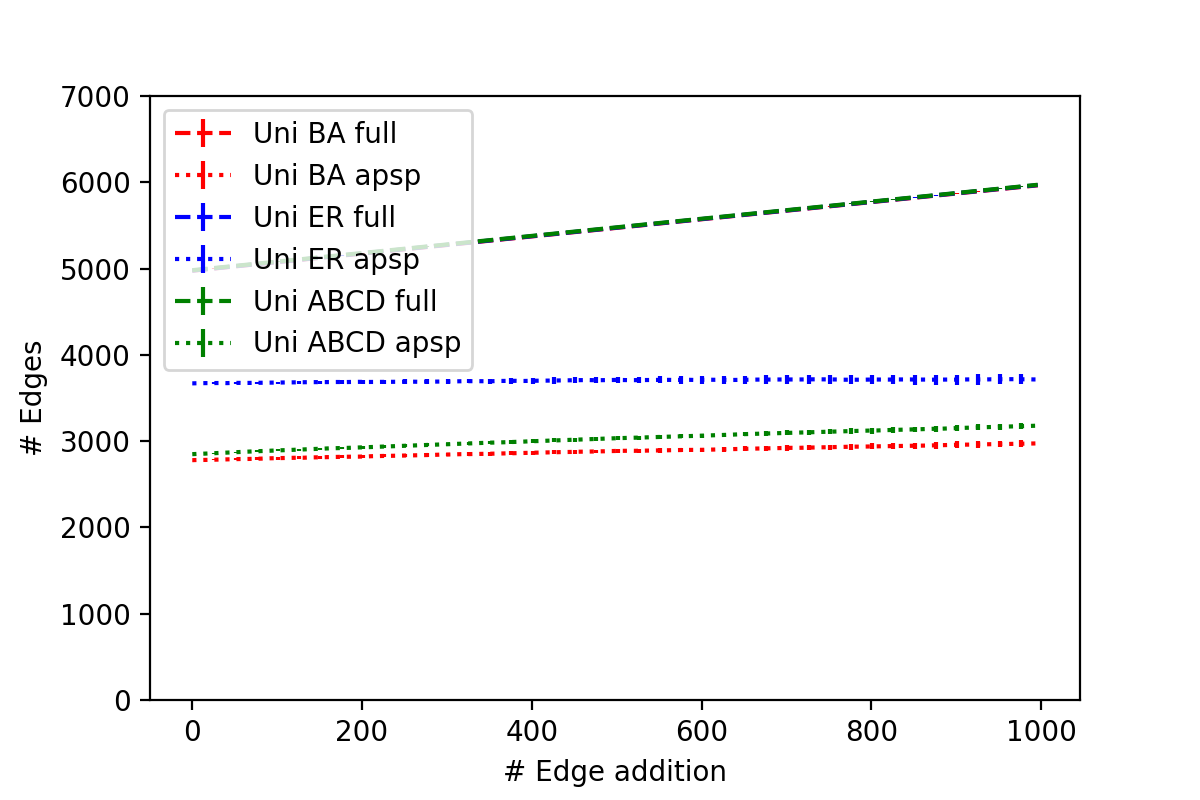 7000
6000
5000
4000
3000
2000
1000
0
# Edges
Uni BA full
Uni BA apsp
Uni ER full
Uni ER apsp
Uni ABCD full
Uni ABCD apsp
0 200 400 600 800 1000
# Edge addition